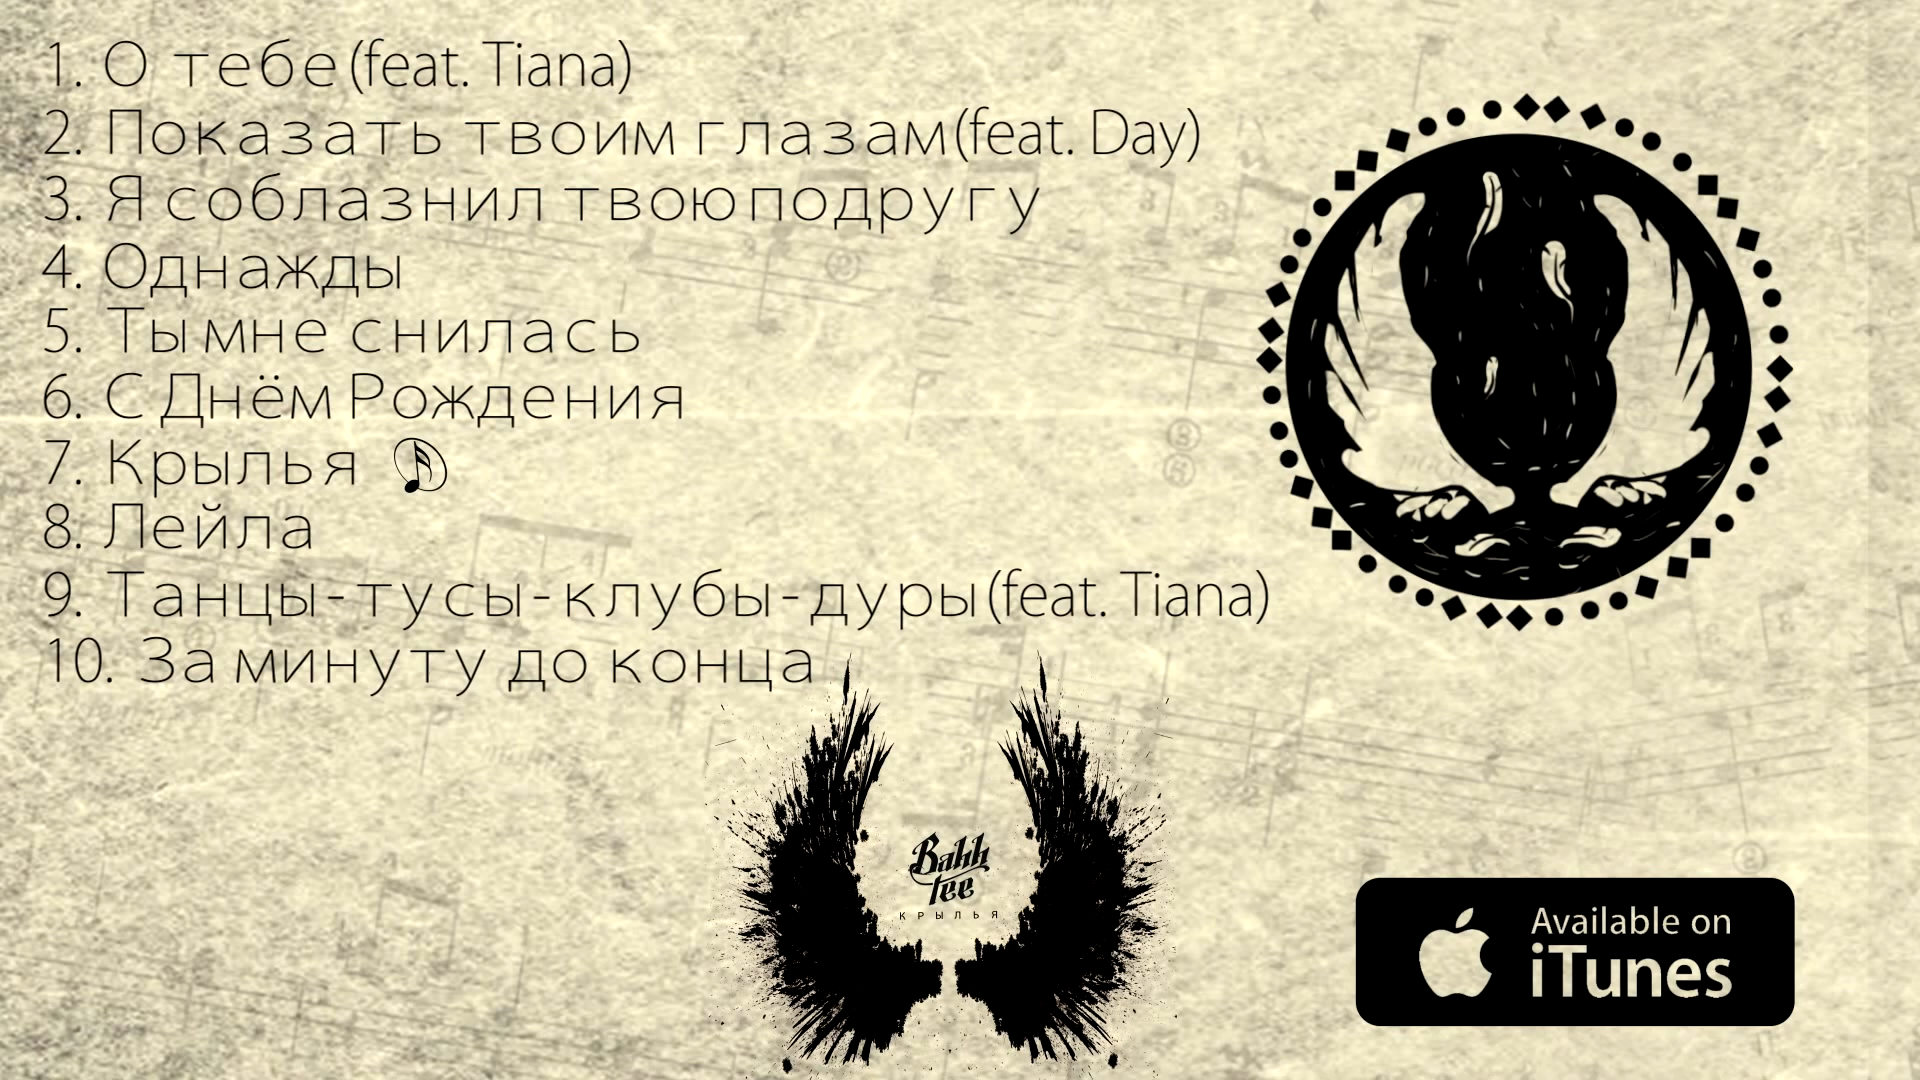 1. О тебе (feat. Tiana)
2. Показать твоим глазам (feat. Day)
3. Я соблазнил твою подругу
4. Однажды
5. Ты мне снилась
6. С Днём Рождения
7. Крылья
8. Лейла
9. Танцы-тусы-клубы-дуры (feat. Tiana)
10. За минуту до конца
Bahh
tee
КРЫЛЬЯ
Available on
iTunes